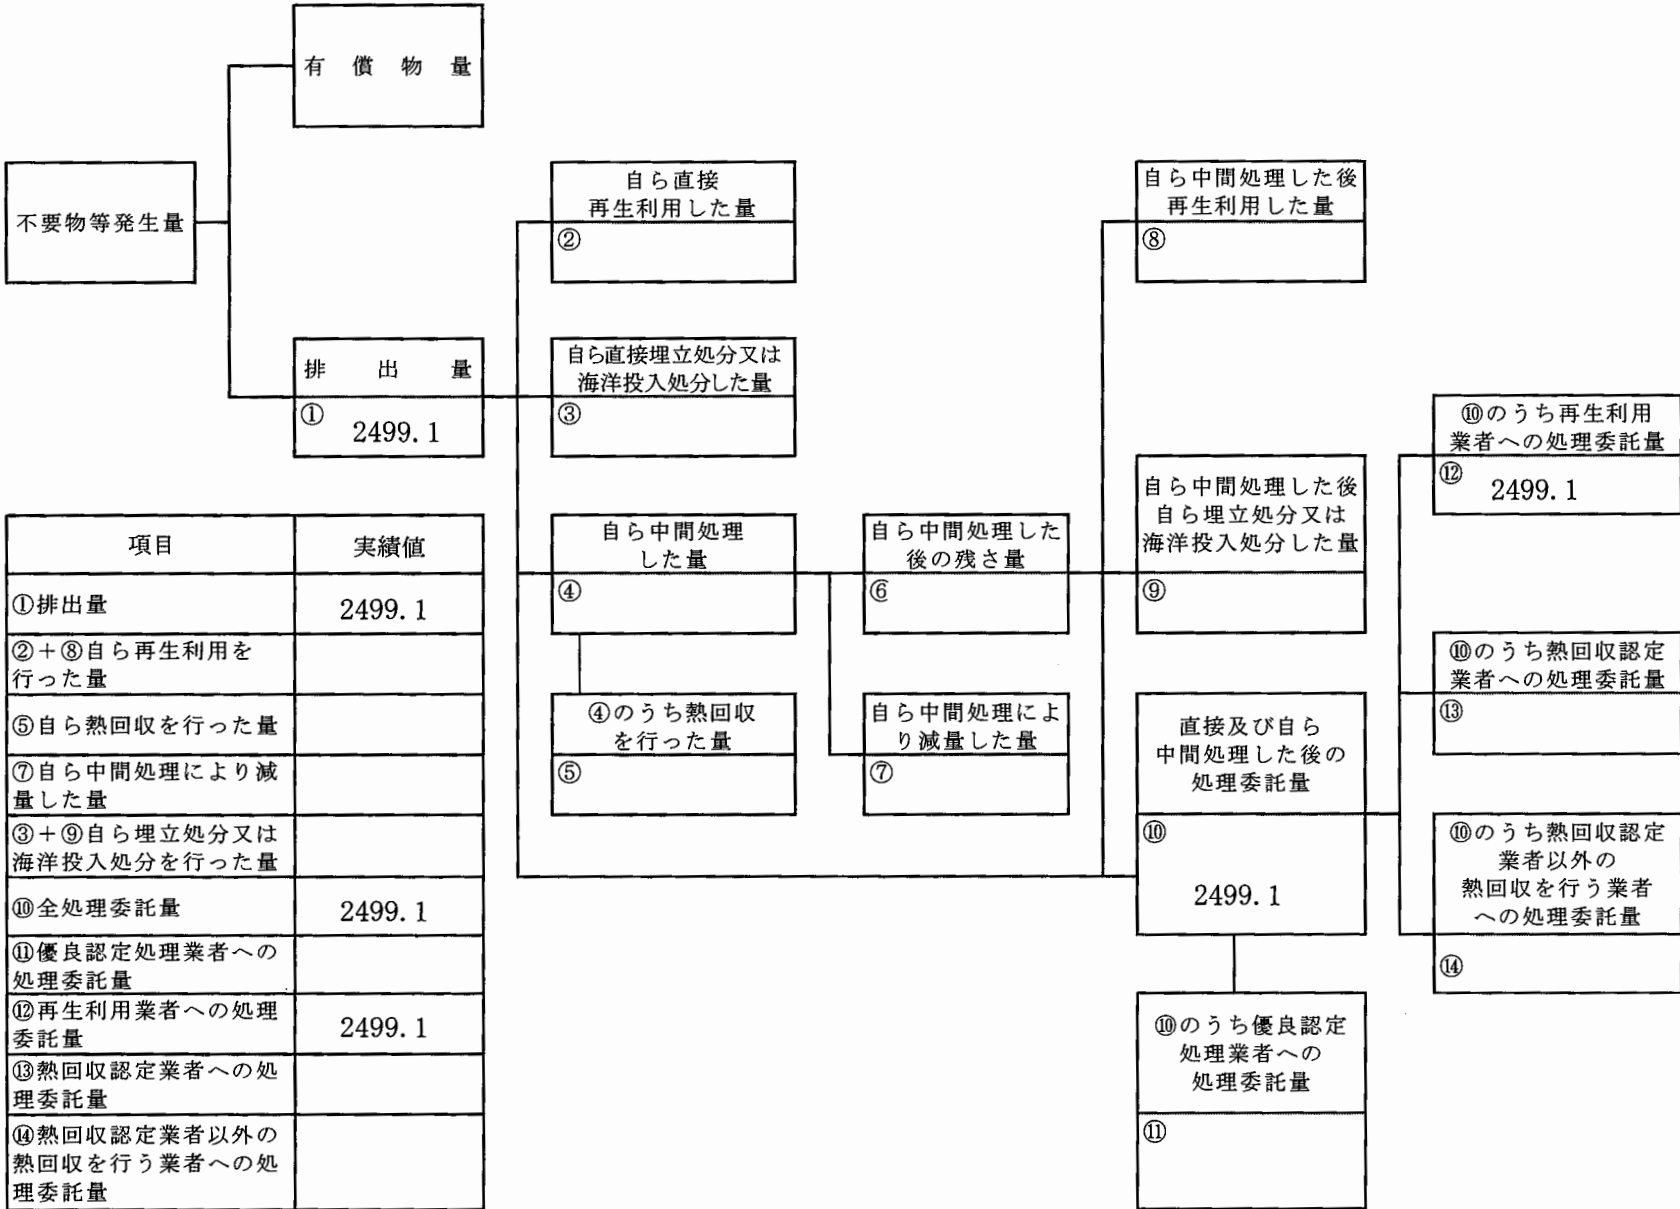 有償物量
不要物等発生量
排出量
①
2499.1
自ら直接
再生利用した量
②
自ら直接埋立処分又は
海洋投入処分した量
③
自ら中間処理
した量
④
④のうち熱回収
を行った量
⑤
自ら中間処理した
後の残さ量
⑥
自ら中間処理によ
り減量した量
⑦
自ら中間処理した後
再生利用した量
⑧
自ら中間処理した後
自ら埋立処分又は
海洋投入処分した量
⑨
直接及び自ら
中間処理した後の
処理委託量
⑩
2499.1
⑩のうち優良認定
処理業者への
処理委託量
⑪
⑩のうち再生利用
業者への処理委託量
⑫
2499.1
⑩のうち熱回収認定
業者への処理委託量
⑬
⑩のうち熱回収認定
業者以外の
熱回収を行う業者
への処理委託量
⑭
項目 実績値
①排出量 2499.1
②+⑧自ら再生利用を
行った量
⑤自ら熱回収を行った量
⑦自ら中間処理により減
量した量
③+⑨自ら埋立処分又は
海洋投入処分を行った量
⑩全処理委託量 2499.1
⑪優良認定処理業者への
処理委託量
⑫再生利用業者への処理
委託量 2499.1
⑬熱回収認定業者への処
理委託量
⑭熱回収認定業者以外の
熱回収を行う業者への処
理委託量